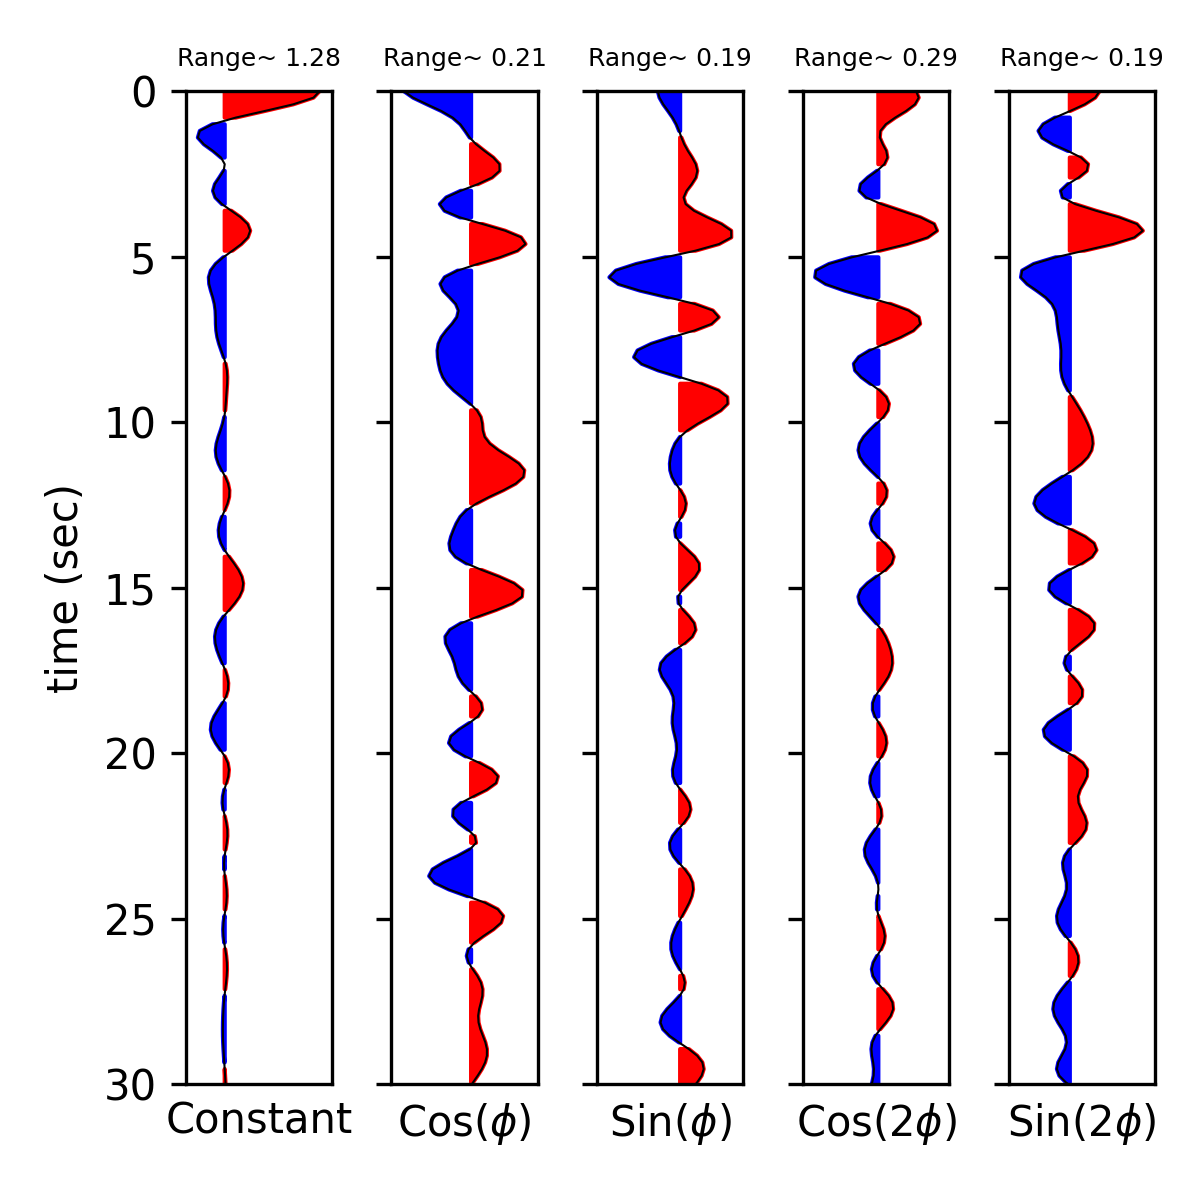 Range~ 1.28 Range~ 0.21 Range~ 0.19 Range~ 0.29 Range~ 0.19
0
5
10
15
20
25
30
time (sec)
Constant Cos(ϕ) Sin(ϕ) Cos(2ϕ) Sin(2ϕ)